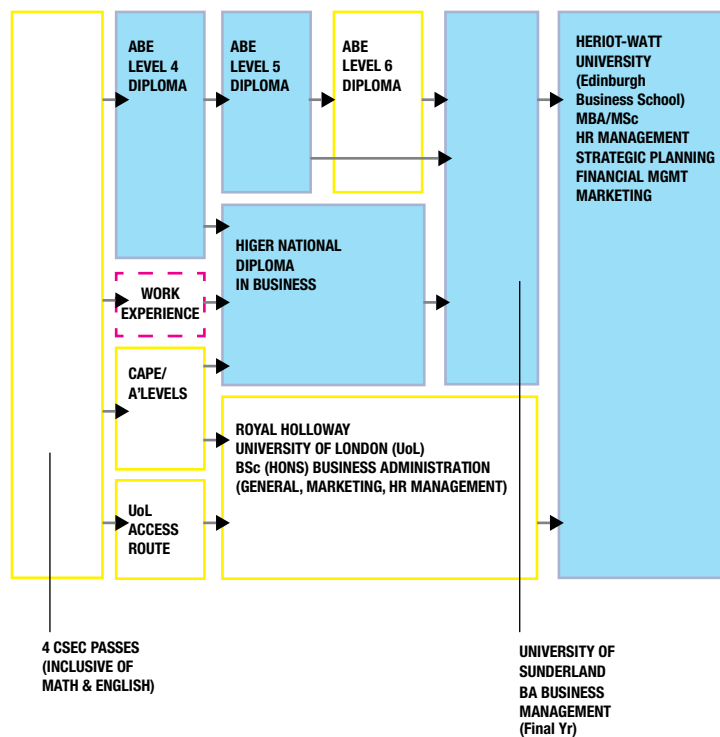 ABE
LEVEL 4
DIPLOMA
ABE
LEVEL 5
DIPLOMA
ABE
LEVEL 6
DIPLOMA
HERIOT-WATT
UNIVERSITY
(Edinburgh
Business School)
MBA/MSc
HR MANAGEMENT
STRATEGIC PLANNING
FINANCIAL MGMT
MARKETING
HIGER NATIONAL
DIPLOMA
IN BUSINESS
WORK
EXPERIENCE
CAPE/
A'LEVELS
ROYAL HOLLOWAY
UNIVERSITY OF LONDON (UoL)
BSc (HONS) BUSINESS ADMINISTRATION
(GENERAL, MARKETING, HR MANAGEMENT)
UoL
ACCESS
ROUTE
4 CSEC PASSES
(INCLUSIVE OF
MATH & ENGLISH)
UNIVERSITY OF
SUNDERLAND
BA BUSINESS
MANAGEMENT
(Final Yr)